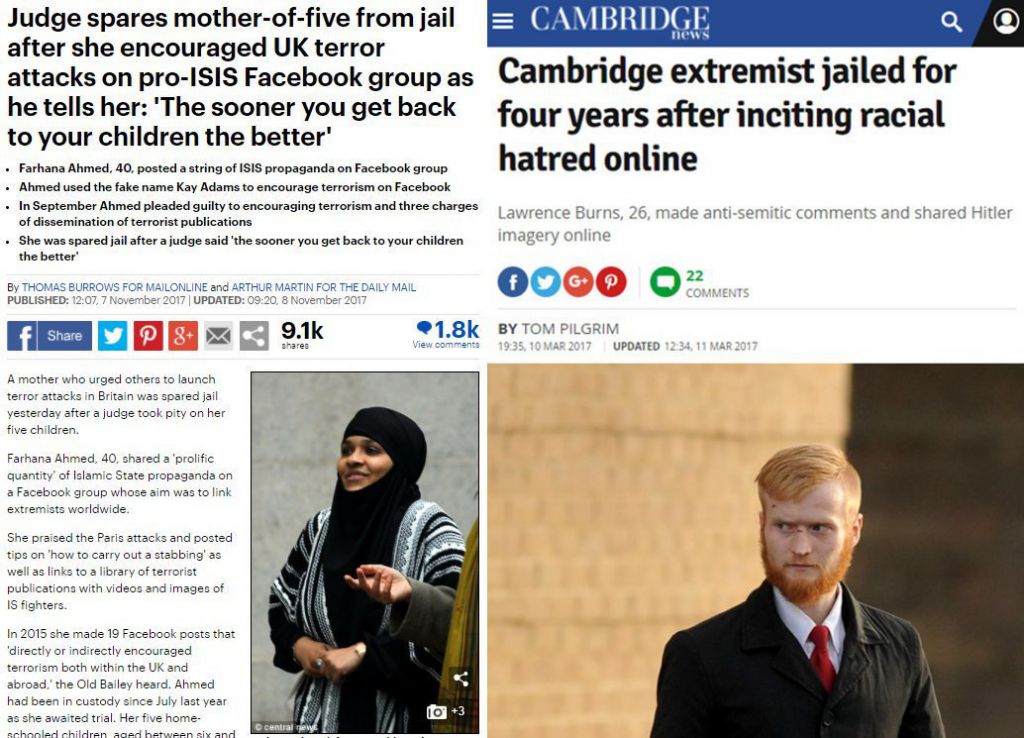 Judge spares mother-of-five from jail
after she encouraged UK terror
attacks on pro-ISIS Facebook group as
he tells her: 'The sooner you get back
to your children the better'
• Farhana Ahmed, 40, posted a string of ISIS propaganda on Facebook group
• Ahmed used the fake name Kay Adams to encourage terrorism on Facebook
• In September Ahmed pleaded guilty to encouraging terrorism and three charges
of dissemination of terrorist publications
• She was spared jail after a judge said 'the sooner you get back to your children
the better'
By THOMAS BURROWS FOR MAILONLINE and ARTHUR MARTIN FOR THE DAILY MAIL
PUBLISHED: 12:07, 7 November 2017 | UPDATED: 09:20, 8 November 2017
f Share
8+
9.1k
shares
1.8k
View comments
A mother who urged others to launch
terror attacks in Britain was spared jail
yesterday after a judge took pity on her
five children.
Farhana Ahmed, 40, shared a 'prolific
quantity' of Islamic State propaganda on
a Facebook group whose aim was to link
extremists worldwide.
She praised the Paris attacks and posted
tips on 'how to carry out a stabbing' as
well as links to a library of terrorist
publications with videos and images of
IS fighters.
In 2015 she made 19 Facebook posts that
'directly or indirectly encouraged
terrorism both within the UK and
abroad,' the Old Bailey heard. Ahmed
had been in custody since July last year
as she awaited trial. Her five home-
schooled children, aged between six and
+3
© central news
CAMBRIDGE
news
Cambridge extremist jailed for
four years after inciting racial
hatred online
Lawrence Burns, 26, made anti-semitic comments and shared Hitler
imagery online
f
G+
22
COMMENTS
BY TOM PILGRIM
19:35, 10 MAR 2017 | UPDATED 12:34, 11 MAR 2017